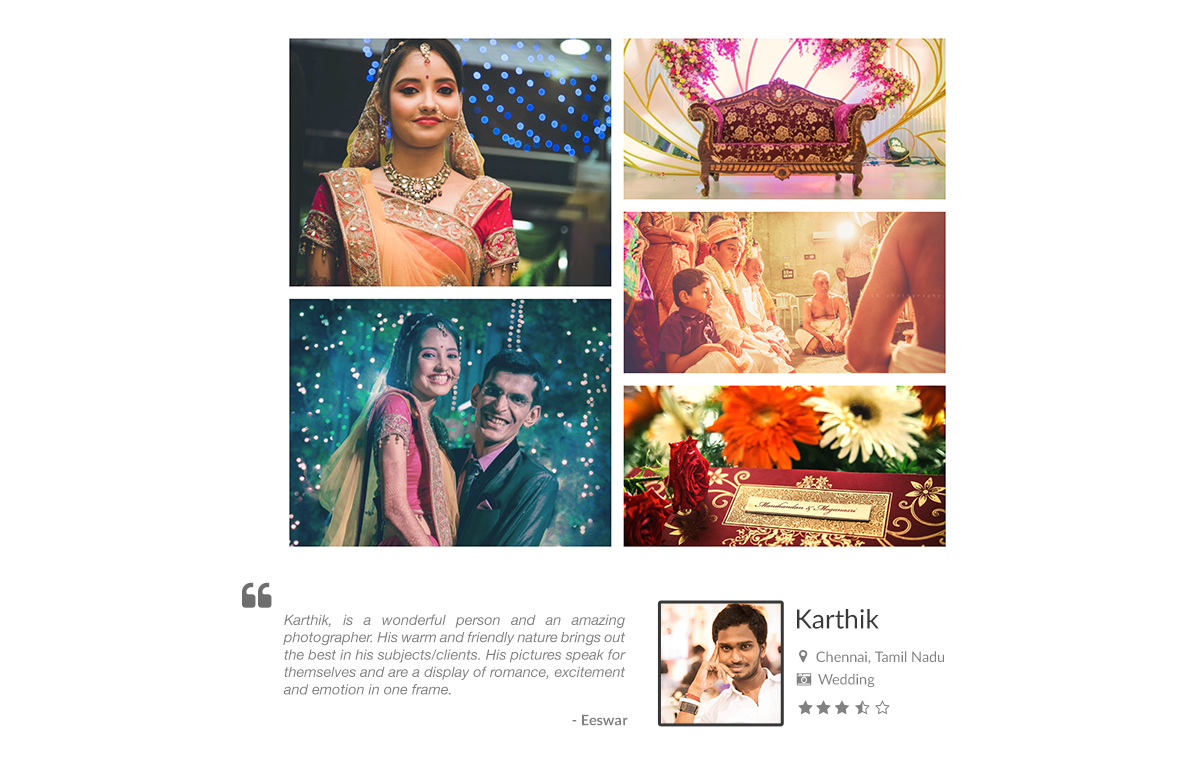 Manikandan & Meganasri
Karthik, is a wonderful person and an amazing
photographer. His warm and friendly nature brings out
the best in his subjects/clients. His pictures speak for
themselves and are a display of romance, excitement
and emotion in one frame.
- Eeswar
Karthik
Chennai, Tamil Nadu
Wedding